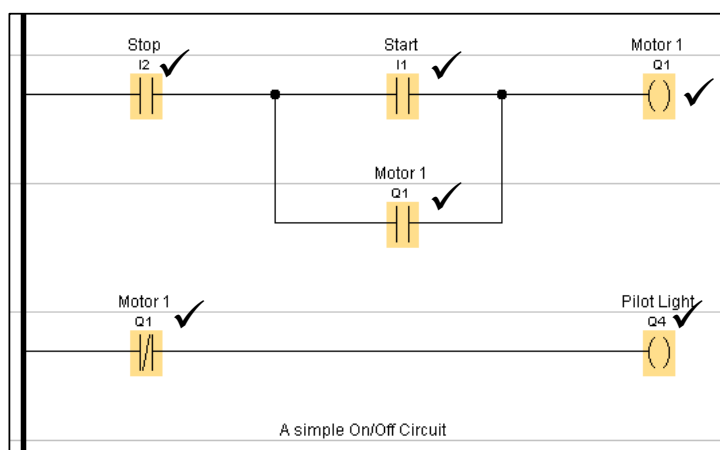 Stop Start Motor 1
I2 I1 Q1
Motor 1
Q1
Motor 1 Pilot Light
Q1 Q4
A simple On/Off Circuit